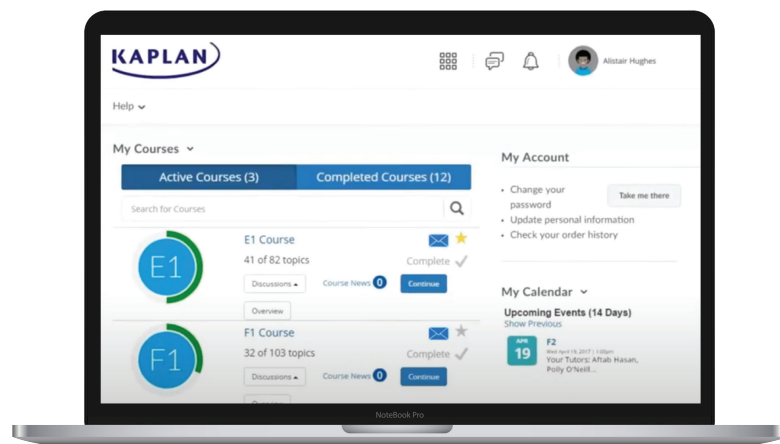 KAPLAN
Alistair Hughes
Help
My Courses
Active Courses (3) Completed Courses (12)
Search for Courses
E1
E1 Course
41 of 82 topics
Complete
Discussions
Course News 0
Continue
Overview
F1
F1 Course
32 of 103 topics
Complete
Discussions
Course News 0
Continue
Overview
My Account
Change your
password
Take me there
Update personal information
Check your order history
My Calendar
Upcoming Events (14 Days)
Show Previous
APR
19
F2
Wed April 19, 2017 | 1:00pm
Your Tutors: Aftab Hasan,
Polly O'Neill...
NoteBook Pro